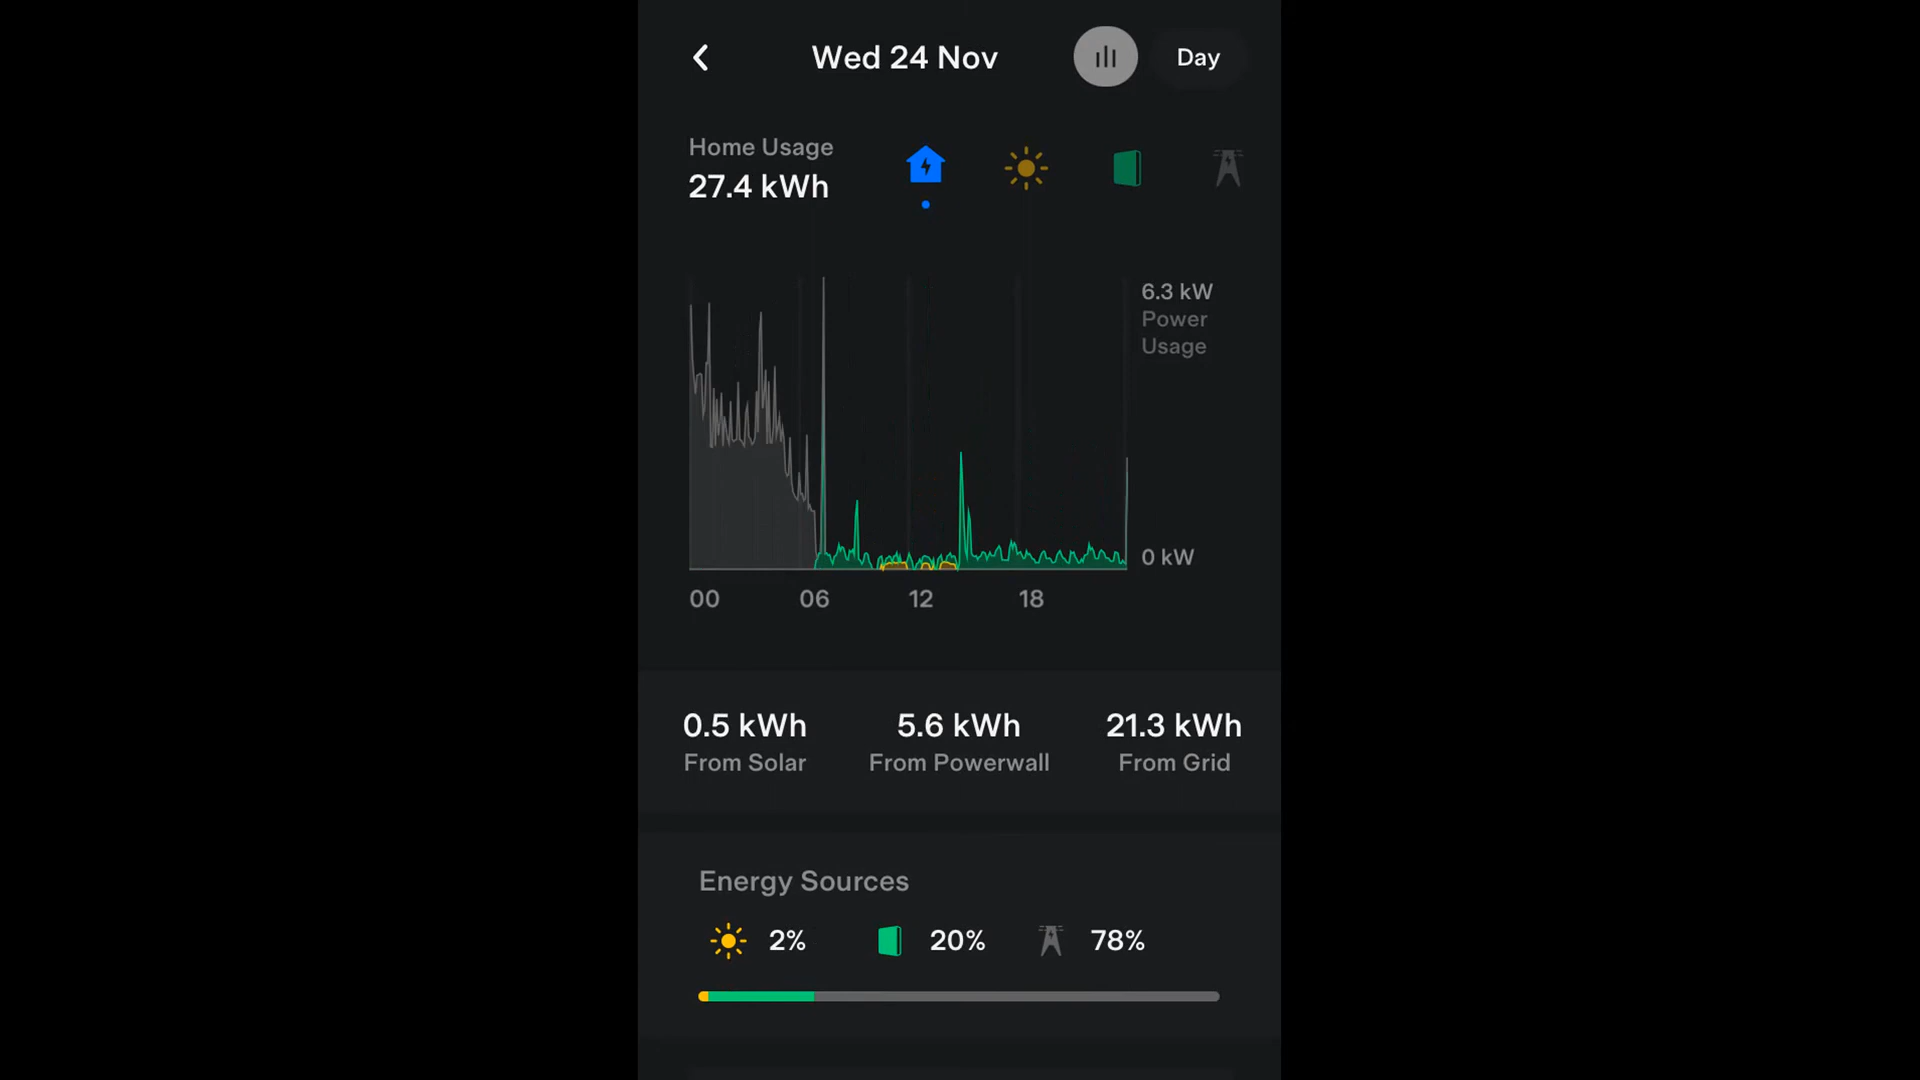 Wed 24 Nov
Day
Home Usage
27.4 kWh
6.3 kW
Power
Usage
0 kW
00 06 12 18
0.5 kWh 5.6 kWh 21.3 kWh
From Solar From Powerwall From Grid
Energy Sources
2% 20% 78%